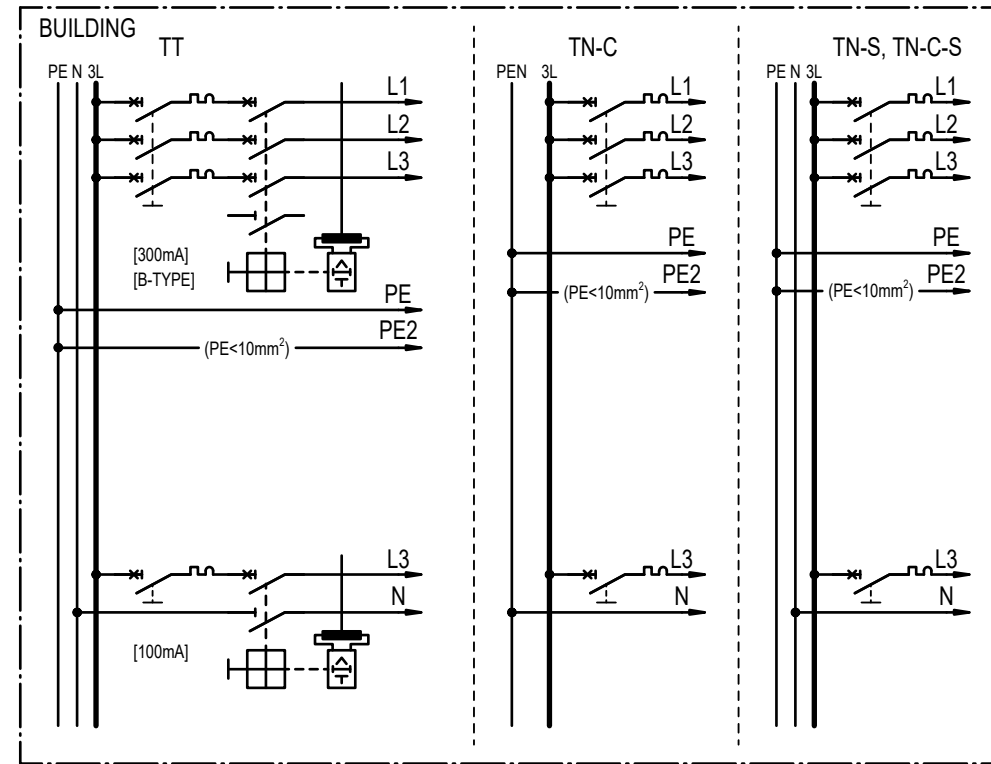 BUILDING
TT
PE N 3L
L1
L2
L3
[300mA]
[B-TYPE]
PE
PE2
(PE<10mm²)
L3
N
[100mA]
TN-C
PEN 3L
L1
L2
L3
PE
PE2
(PE<10mm²)
L3
N
TN-S, TN-C-S
PE N 3L
L1
L2
L3
PE
PE2
(PE<10mm²)
L3
N